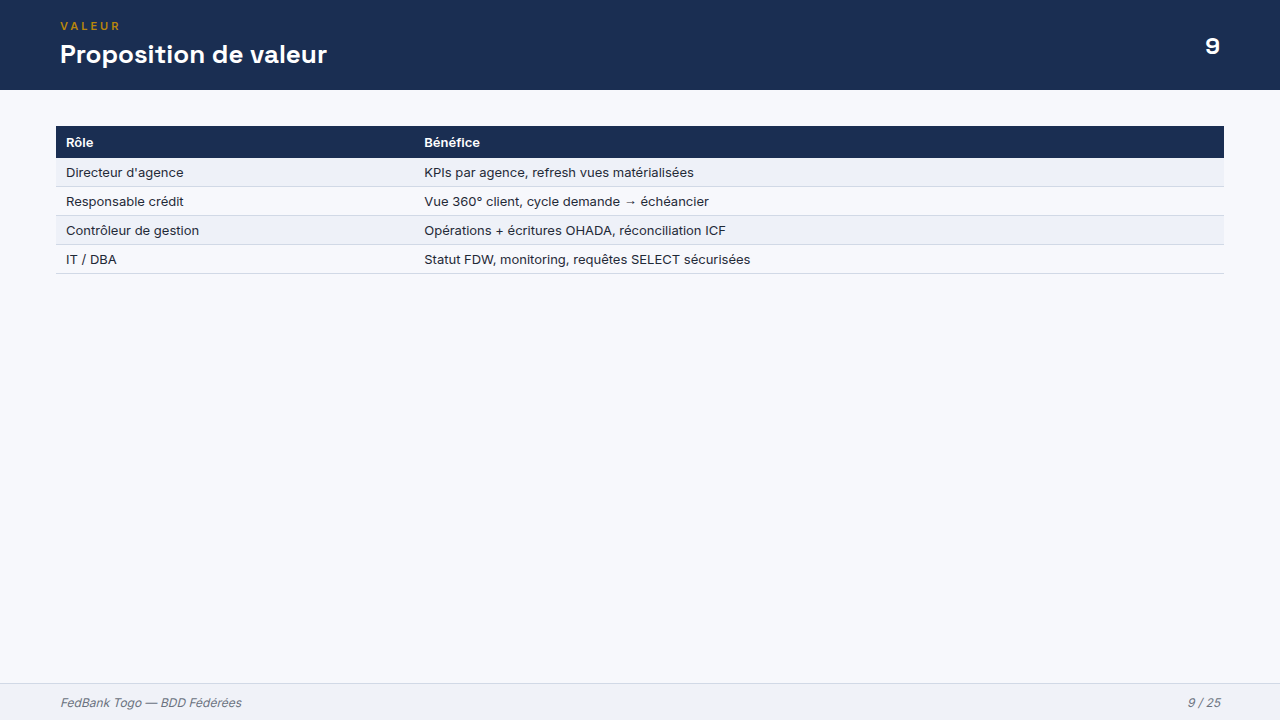 VALEUR
Proposition de valeur
9
Rôle Bénéfice
Directeur d'agence KPIs par agence, refresh vues matérialisées
Responsable crédit Vue 360° client, cycle demande → échéancier
Contrôleur de gestion Opérations + écritures OHADA, réconciliation ICF
IT / DBA Statut FDW, monitoring, requêtes SELECT sécurisées
FedBank Togo — BDD Fédérées
9 / 25